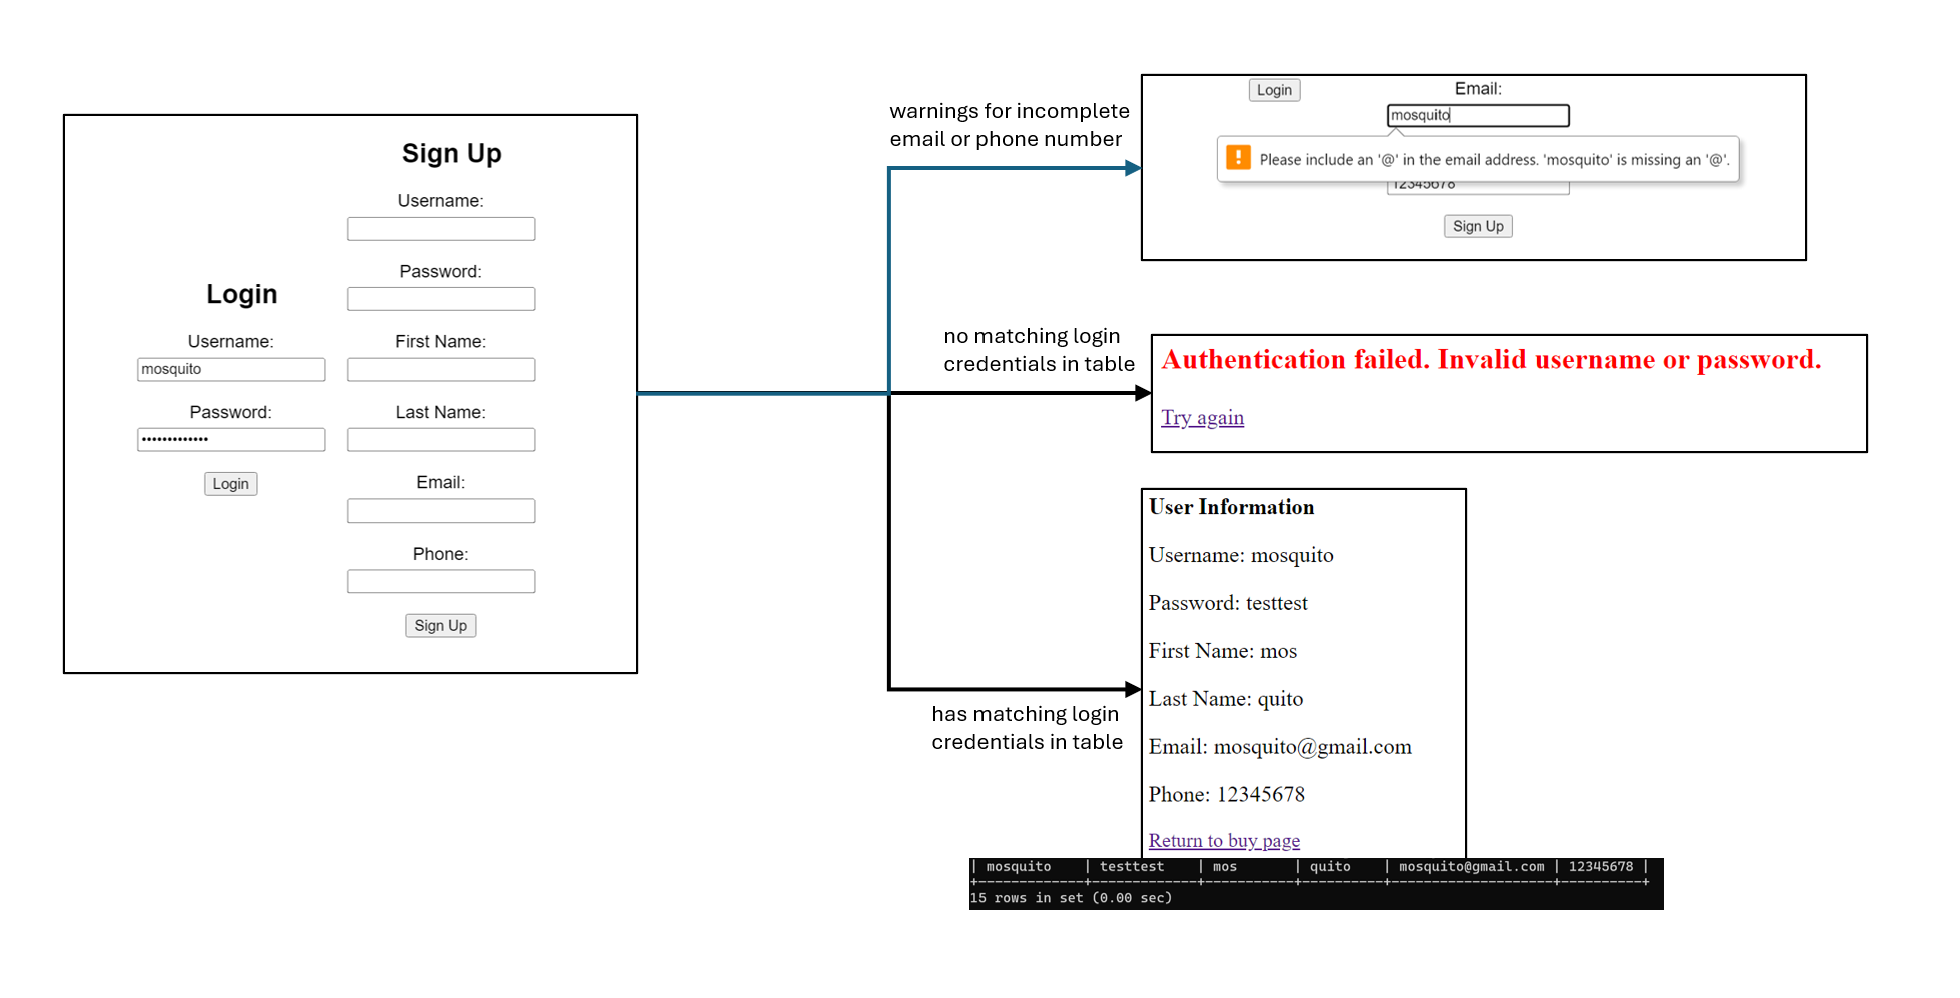 Sign Up
Username:
Password:
Login
Username:
First Name:
mosquito
Password:
Last Name:
•••••••••••••
Login
Email:
Phone:
Sign Up
warnings for incomplete
email or phone number
Login
Email:
mosquito
Please include an '@' in the email address. 'mosquito' is missing an '@'.
12345678
Sign Up
no matching login
credentials in table
Authentication failed. Invalid username or password.
Try again
has matching login
credentials in table
User Information
Username: mosquito
Password: testtest
First Name: mos
Last Name: quito
Email: mosquito@gmail.com
Phone: 12345678
Return to buy page
| mosquito | testtest | mos | quito | mosquito@gmail.com | 12345678 |
15 rows in set (0.00 sec)